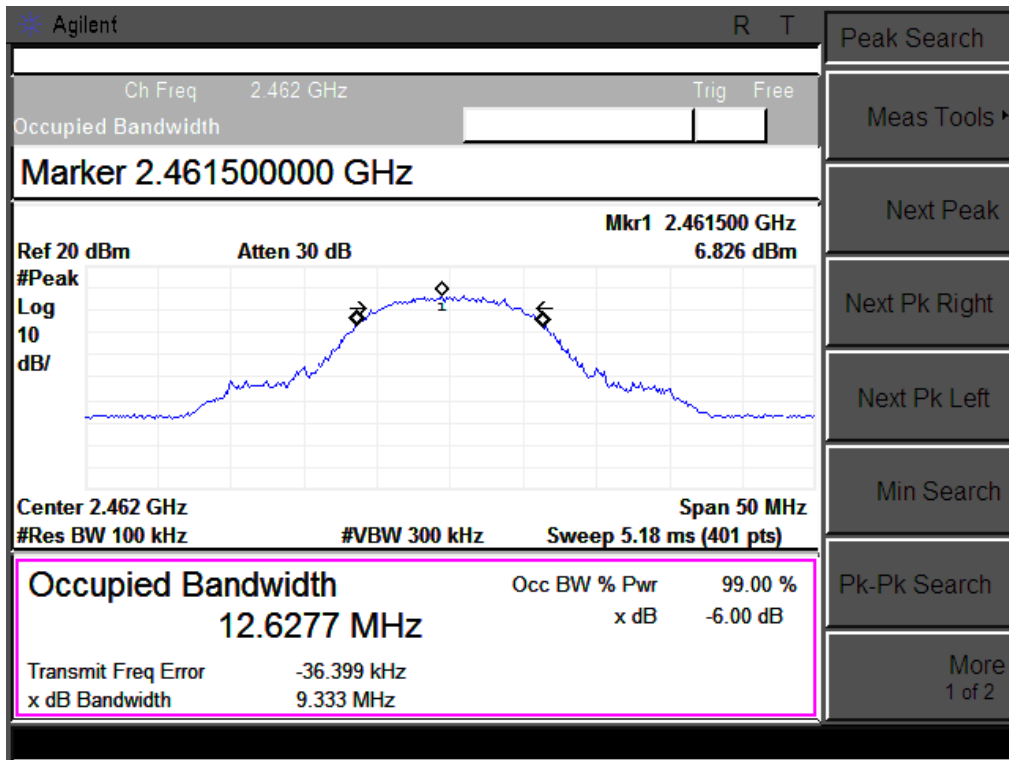 Agilent R T
Ch Freq 2.462 GHz Trig Free
Occupied Bandwidth
Marker 2.461500000 GHz
Mkr1 2.461500 GHz
Ref 20 dBm Atten 30 dB 6.826 dBm
#Peak
Log
10
dB/
1
Center 2.462 GHz Span 50 MHz
#Res BW 100 kHz #VBW 300 kHz Sweep 5.18 ms (401 pts)
Occupied Bandwidth Occ BW % Pwr 99.00 %
12.6277 MHz x dB -6.00 dB
Transmit Freq Error -36.399 kHz
x dB Bandwidth 9.333 MHz
Peak Search
Meas Tools
Next Peak
Next Pk Right
Next Pk Left
Min Search
Pk-Pk Search
More
1 of 2